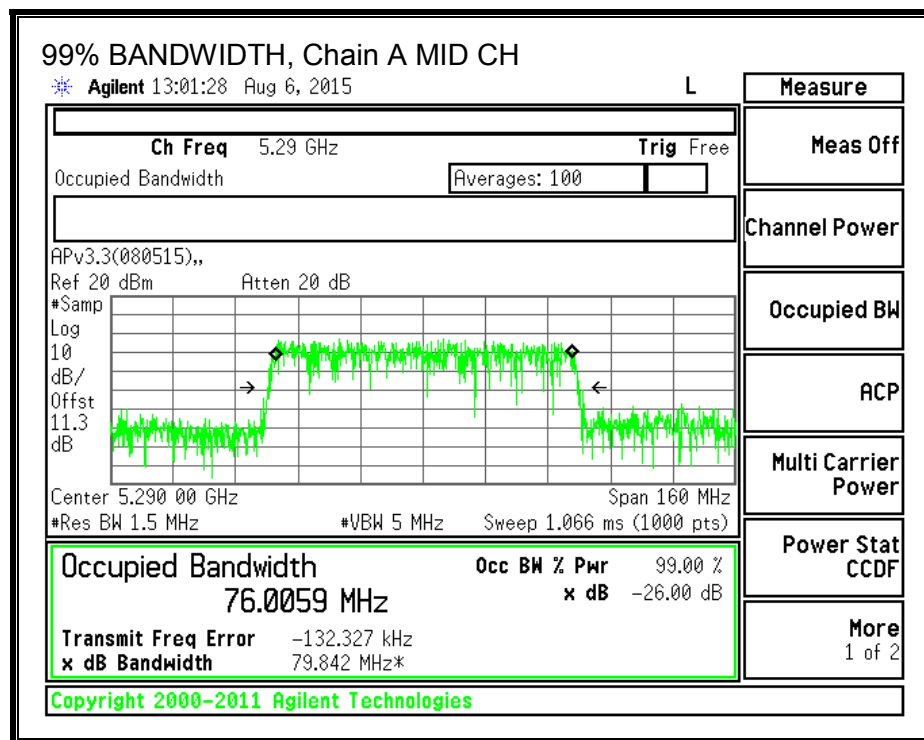 99% BANDWIDTH, Chain A MID CH
Agilent 13:01:28 Aug 6, 2015 L
Measure
Ch Freq 5.29 GHz Trig Free
Meas Off
Occupied Bandwidth Averages: 100
Channel Power
APv3.3(080515),,
Ref 20 dBm Atten 20 dB
#Samp
Log
10
dB/
Offst
11.3
dB
Occupied BW
ACP
Multi Carrier
Power
Center 5.290 00 GHz Span 160 MHz
#Res BW 1.5 MHz #VBW 5 MHz Sweep 1.066 ms (1000 pts)
Power Stat
CCDF
Occupied Bandwidth Occ BW % Pwr 99.00 %
76.0059 MHz x dB -26.00 dB
Transmit Freq Error -132.327 kHz
x dB Bandwidth 79.842 MHz*
More
1 of 2
Copyright 2000-2011 Agilent Technologies